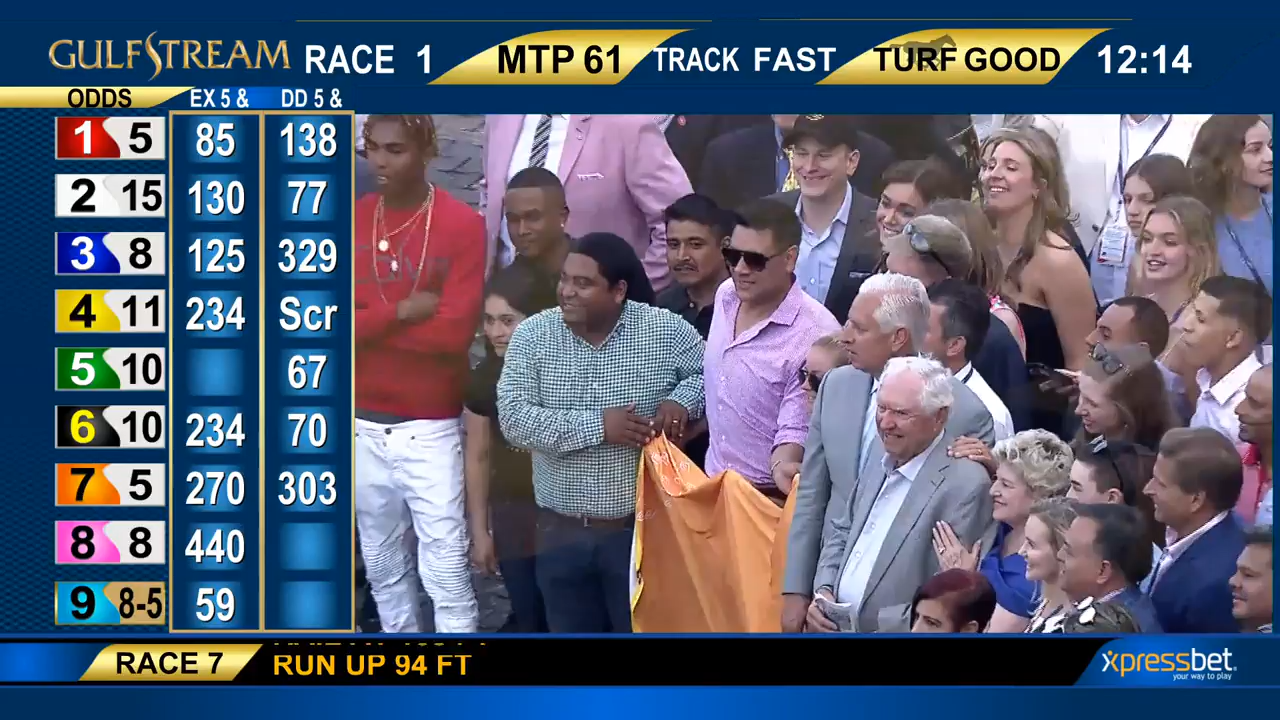 GULFSTREAM RACE 1 MTP 61 TRACK FAST TURF GOOD 12:14
ODDS EX 5 & DD 5 &
1 5 85 138
2 15 130 77
3 8 125 329
4 11 234 Scr
5 10 67
6 10 234 70
7 5 270 303
8 8 440
9 8-5 59
RACE 7 RUN UP 94 FT
xpressbet
your way to play